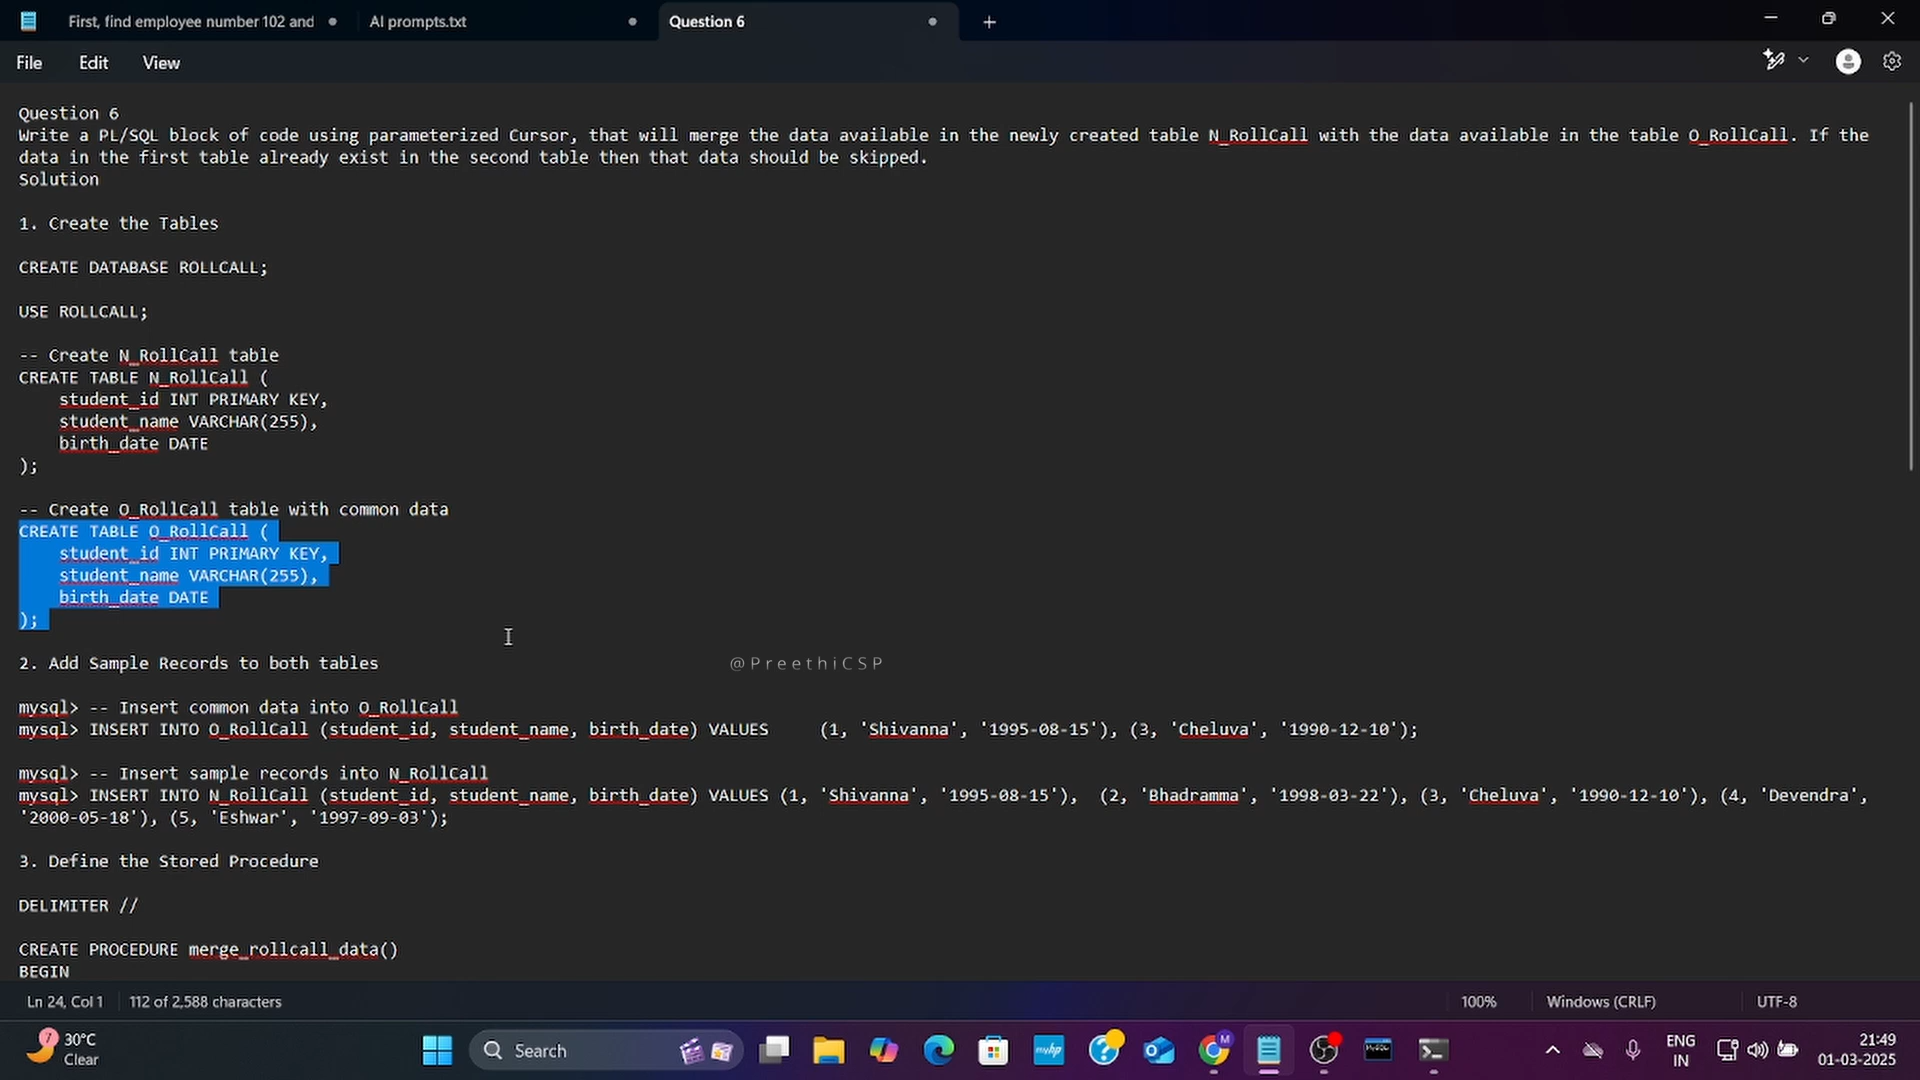 First, find employee number 102 and
AI prompts.txt
Question 6
File Edit View
Question 6
Write a PL/SQL block of code using parameterized Cursor, that will merge the data available in the newly created table N_RollCall with the data available in the table O_RollCall. If the
data in the first table already exist in the second table then that data should be skipped.
Solution
1. Create the Tables
CREATE DATABASE ROLLCALL;
USE ROLLCALL;
-- Create N_RollCall table
CREATE TABLE N_RollCall (
student_id INT PRIMARY KEY,
student_name VARCHAR(255),
birth_date DATE
);
-- Create O_RollCall table with common data
CREATE TABLE O_RollCall (
student_id INT PRIMARY KEY,
student_name VARCHAR(255),
birth_date DATE
);
2. Add Sample Records to both tables
@PreethiCSP
mysql> -- Insert common data into O_RollCall
mysql> INSERT INTO O_RollCall (student_id, student_name, birth_date) VALUES     (1, 'Shivanna', '1995-08-15'), (3, 'Cheluva', '1990-12-10');
mysql> -- Insert sample records into N_RollCall
mysql> INSERT INTO N_RollCall (student_id, student_name, birth_date) VALUES (1, 'Shivanna', '1995-08-15'),  (2, 'Bhadramma', '1998-03-22'), (3, 'Cheluva', '1990-12-10'), (4, 'Devendra',
'2000-05-18'), (5, 'Eshwar', '1997-09-03');
3. Define the Stored Procedure
DELIMITER //
CREATE PROCEDURE merge_rollcall_data()
BEGIN
Ln 24, Col 1 112 of 2,588 characters 100% Windows (CRLF) UTF-8
7
30°C
Clear
Search
myhp
M
MySQL
ENG
IN
21:49
01-03-2025